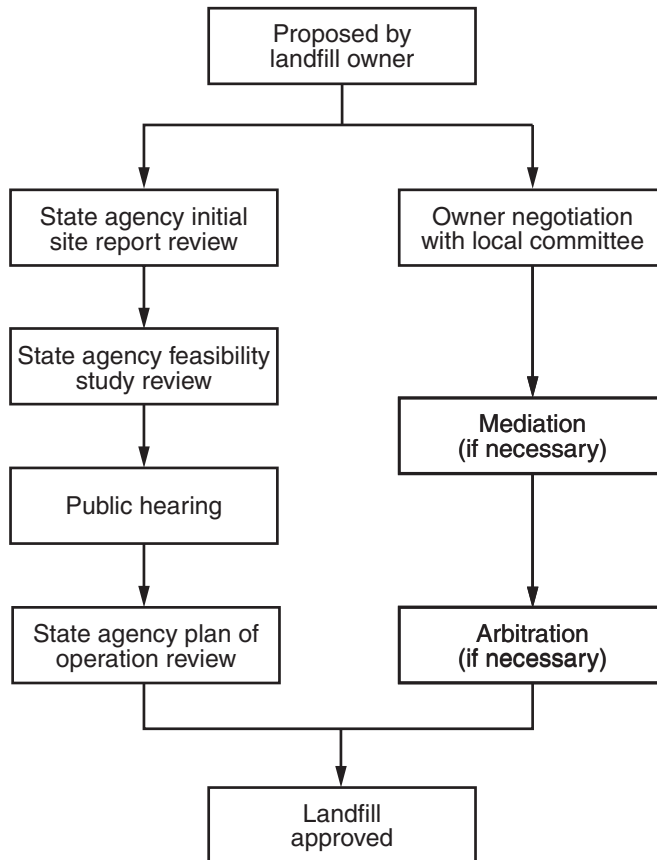 Proposed by
landfill owner
State agency initial
site report review
Owner negotiation
with local committee
State agency feasibility
study review
Mediation
(if necessary)
Public hearing
State agency plan of
operation review
Arbitration
(if necessary)
Landfill
approved